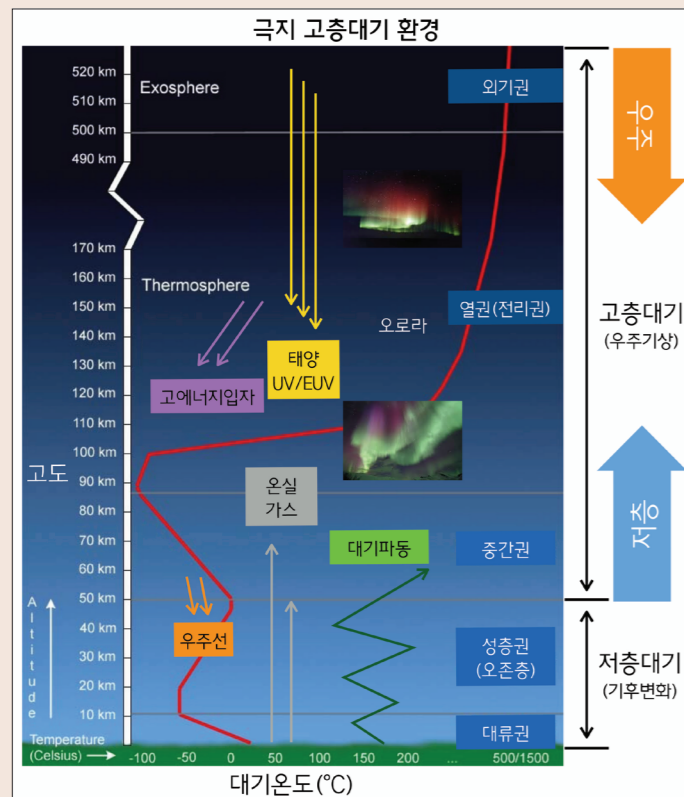 극지 고층대기 환경
520 km
510 km
500 km
490 km
170 km
160 km
150 km
140 km
130 km
120 km
110 km
100 km
90 km
80 km
70 km
60 km
50 km
40 km
30 km
20 km
10 km
고도
Altitude
Exosphere
Thermosphere
외기권
오로라
열권(전리권)
태양
UV/EUV
고에너지입자
온실
가스
대기파동
중간권
우주선
성층권
(오존층)
대류권
우주
고층대기
(우주기상)
저층
저층대기
(기후변화)
Temperature
(Celsius)
-100 -50 0 50 100 200 ... 500/1500
대기온도(°C)